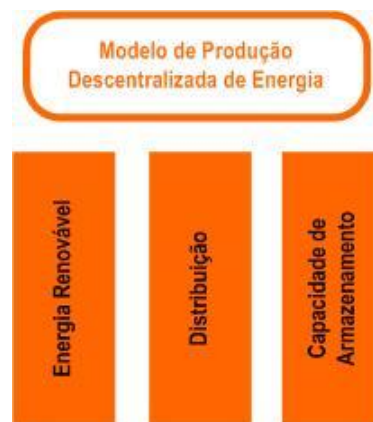 Modelo de Produção
Descentralizada de Energia
Energia Renovável
Distribuição
Capacidade de
Armazenamento